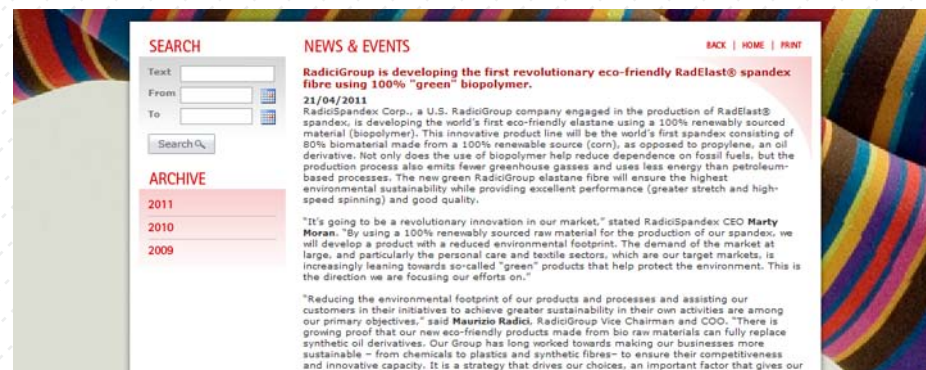 SEARCH
Text
From
To
Search
ARCHIVE
2011
2010
2009
NEWS & EVENTS
BACK | HOME | PRINT
RadiciGroup is developing the first revolutionary eco-friendly RadElast® spandex
fibre using 100% "green" biopolymer.
21/04/2011
RadiciSpandex Corp., a U.S. RadiciGroup company engaged in the production of RadElast®
spandex, is developing the world's first eco-friendly elastane using a 100% renewably sourced
material (biopolymer). This innovative product line will be the world's first spandex consisting of
80% biomaterial made from a 100% renewable source (corn), as opposed to propylene, an oil
derivative. Not only does the use of biopolymer help reduce dependence on fossil fuels, but the
production process also emits fewer greenhouse gasses and uses less energy than petroleum-
based processes. The new green RadiciGroup elastane fibre will ensure the highest
environmental sustainability while providing excellent performance (greater stretch and high-
speed spinning) and good quality.
"It's going to be a revolutionary innovation in our market," stated RadiciSpandex CEO Marty
Moran. "By using a 100% renewably sourced raw material for the production of our spandex, we
will develop a product with a reduced environmental footprint. The demand of the market at
large, and particularly the personal care and textile sectors, which are our target markets, is
increasingly leaning towards so-called "green" products that help protect the environment. This is
the direction we are focusing our efforts on."
"Reducing the environmental footprint of our products and processes and assisting our
customers in their initiatives to achieve greater sustainability in their own activities are among
our primary objectives," said Maurizio Radici, RadiciGroup Vice Chairman and COO. "There is
growing proof that our new eco-friendly products made from bio raw materials can fully replace
synthetic oil derivatives. Our Group has long worked towards making our businesses more
sustainable – from chemicals to plastics and synthetic fibres– to ensure their competitiveness
and innovative capacity. It is a strategy that drives our choices, an important factor that gives our